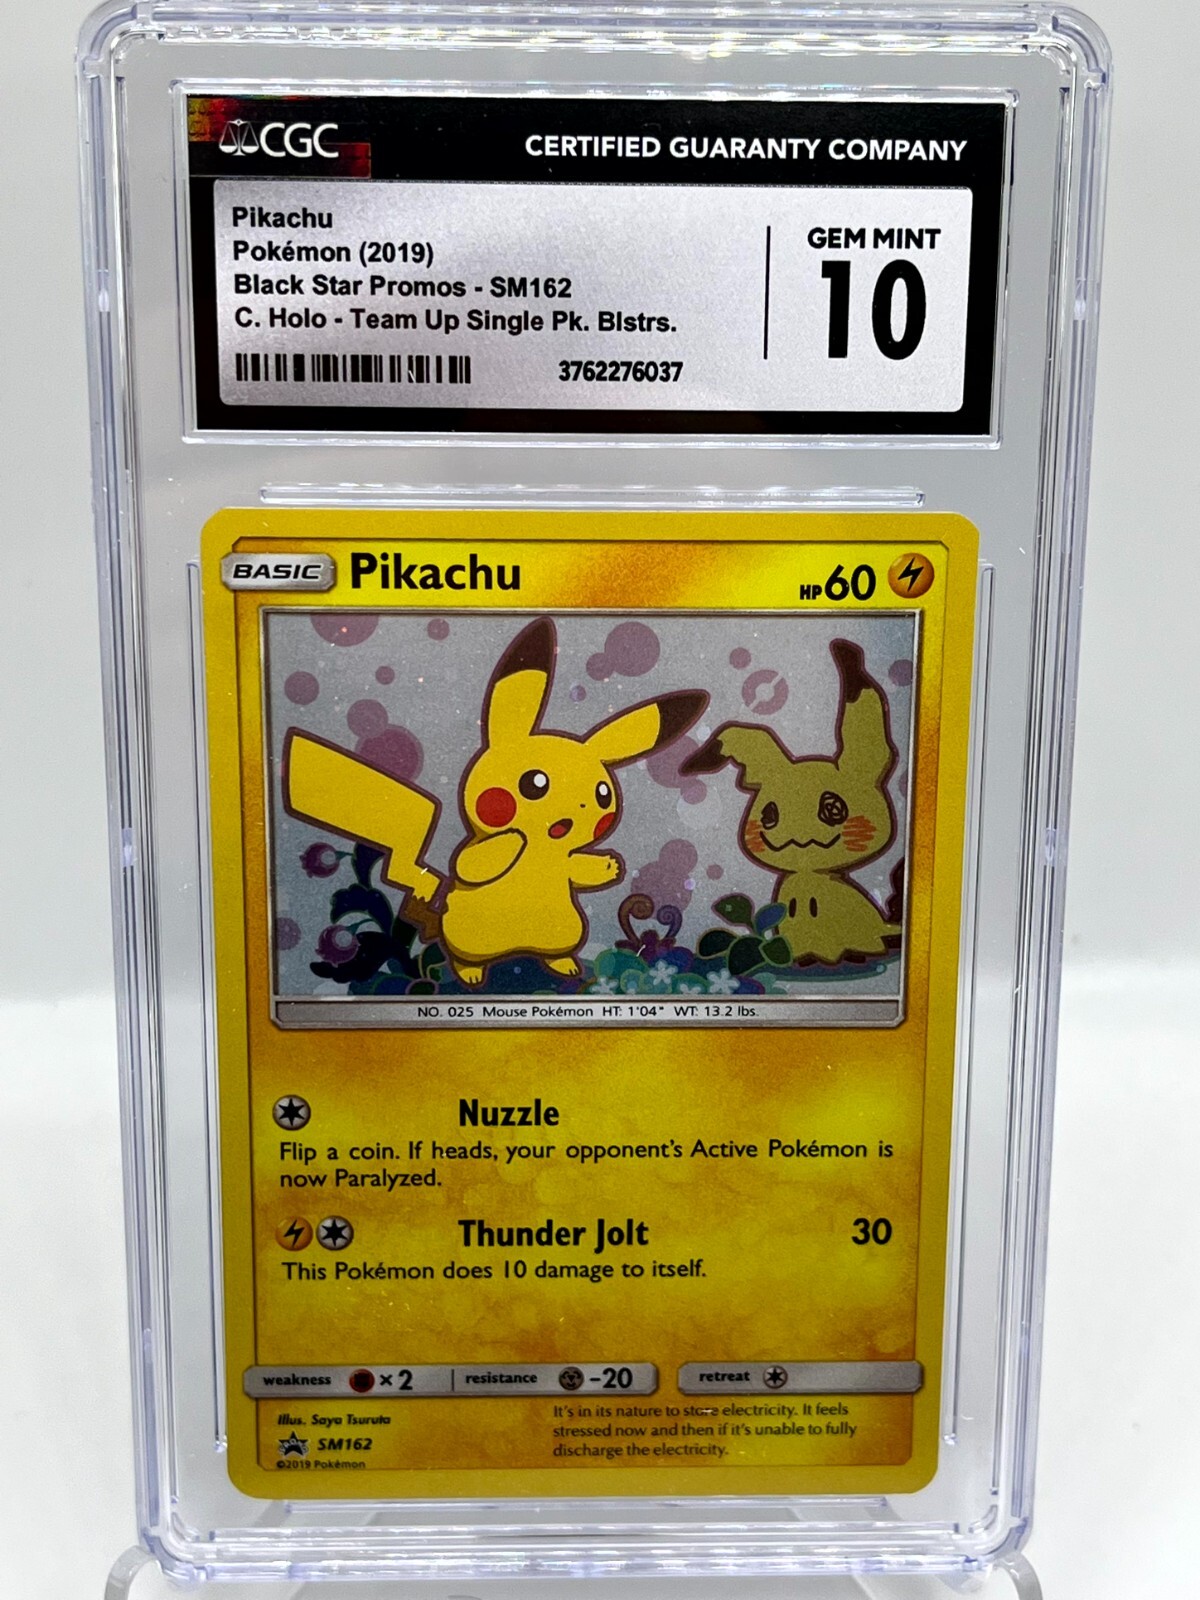 CGC
CERTIFIED GUARANTY COMPANY
Pikachu
Pokémon (2019)
Black Star Promos - SM162
C. Holo - Team Up Single Pk. Blstrs.
3762276037
GEM MINT
10
BASIC
Pikachu
HP60
NO. 025 Mouse Pokémon HT: 1'04" WT: 13.2 lbs.
Nuzzle
Flip a coin. If heads, your opponent's Active Pokémon is
now Paralyzed.
Thunder Jolt 30
This Pokémon does 10 damage to itself.
weakness ×2 resistance -20 retreat
Illus. Saya Tsuruta
SM162
©2019 Pokémon
It's in its nature to store electricity. It feels
stressed now and then if it's unable to fully
discharge the electricity.